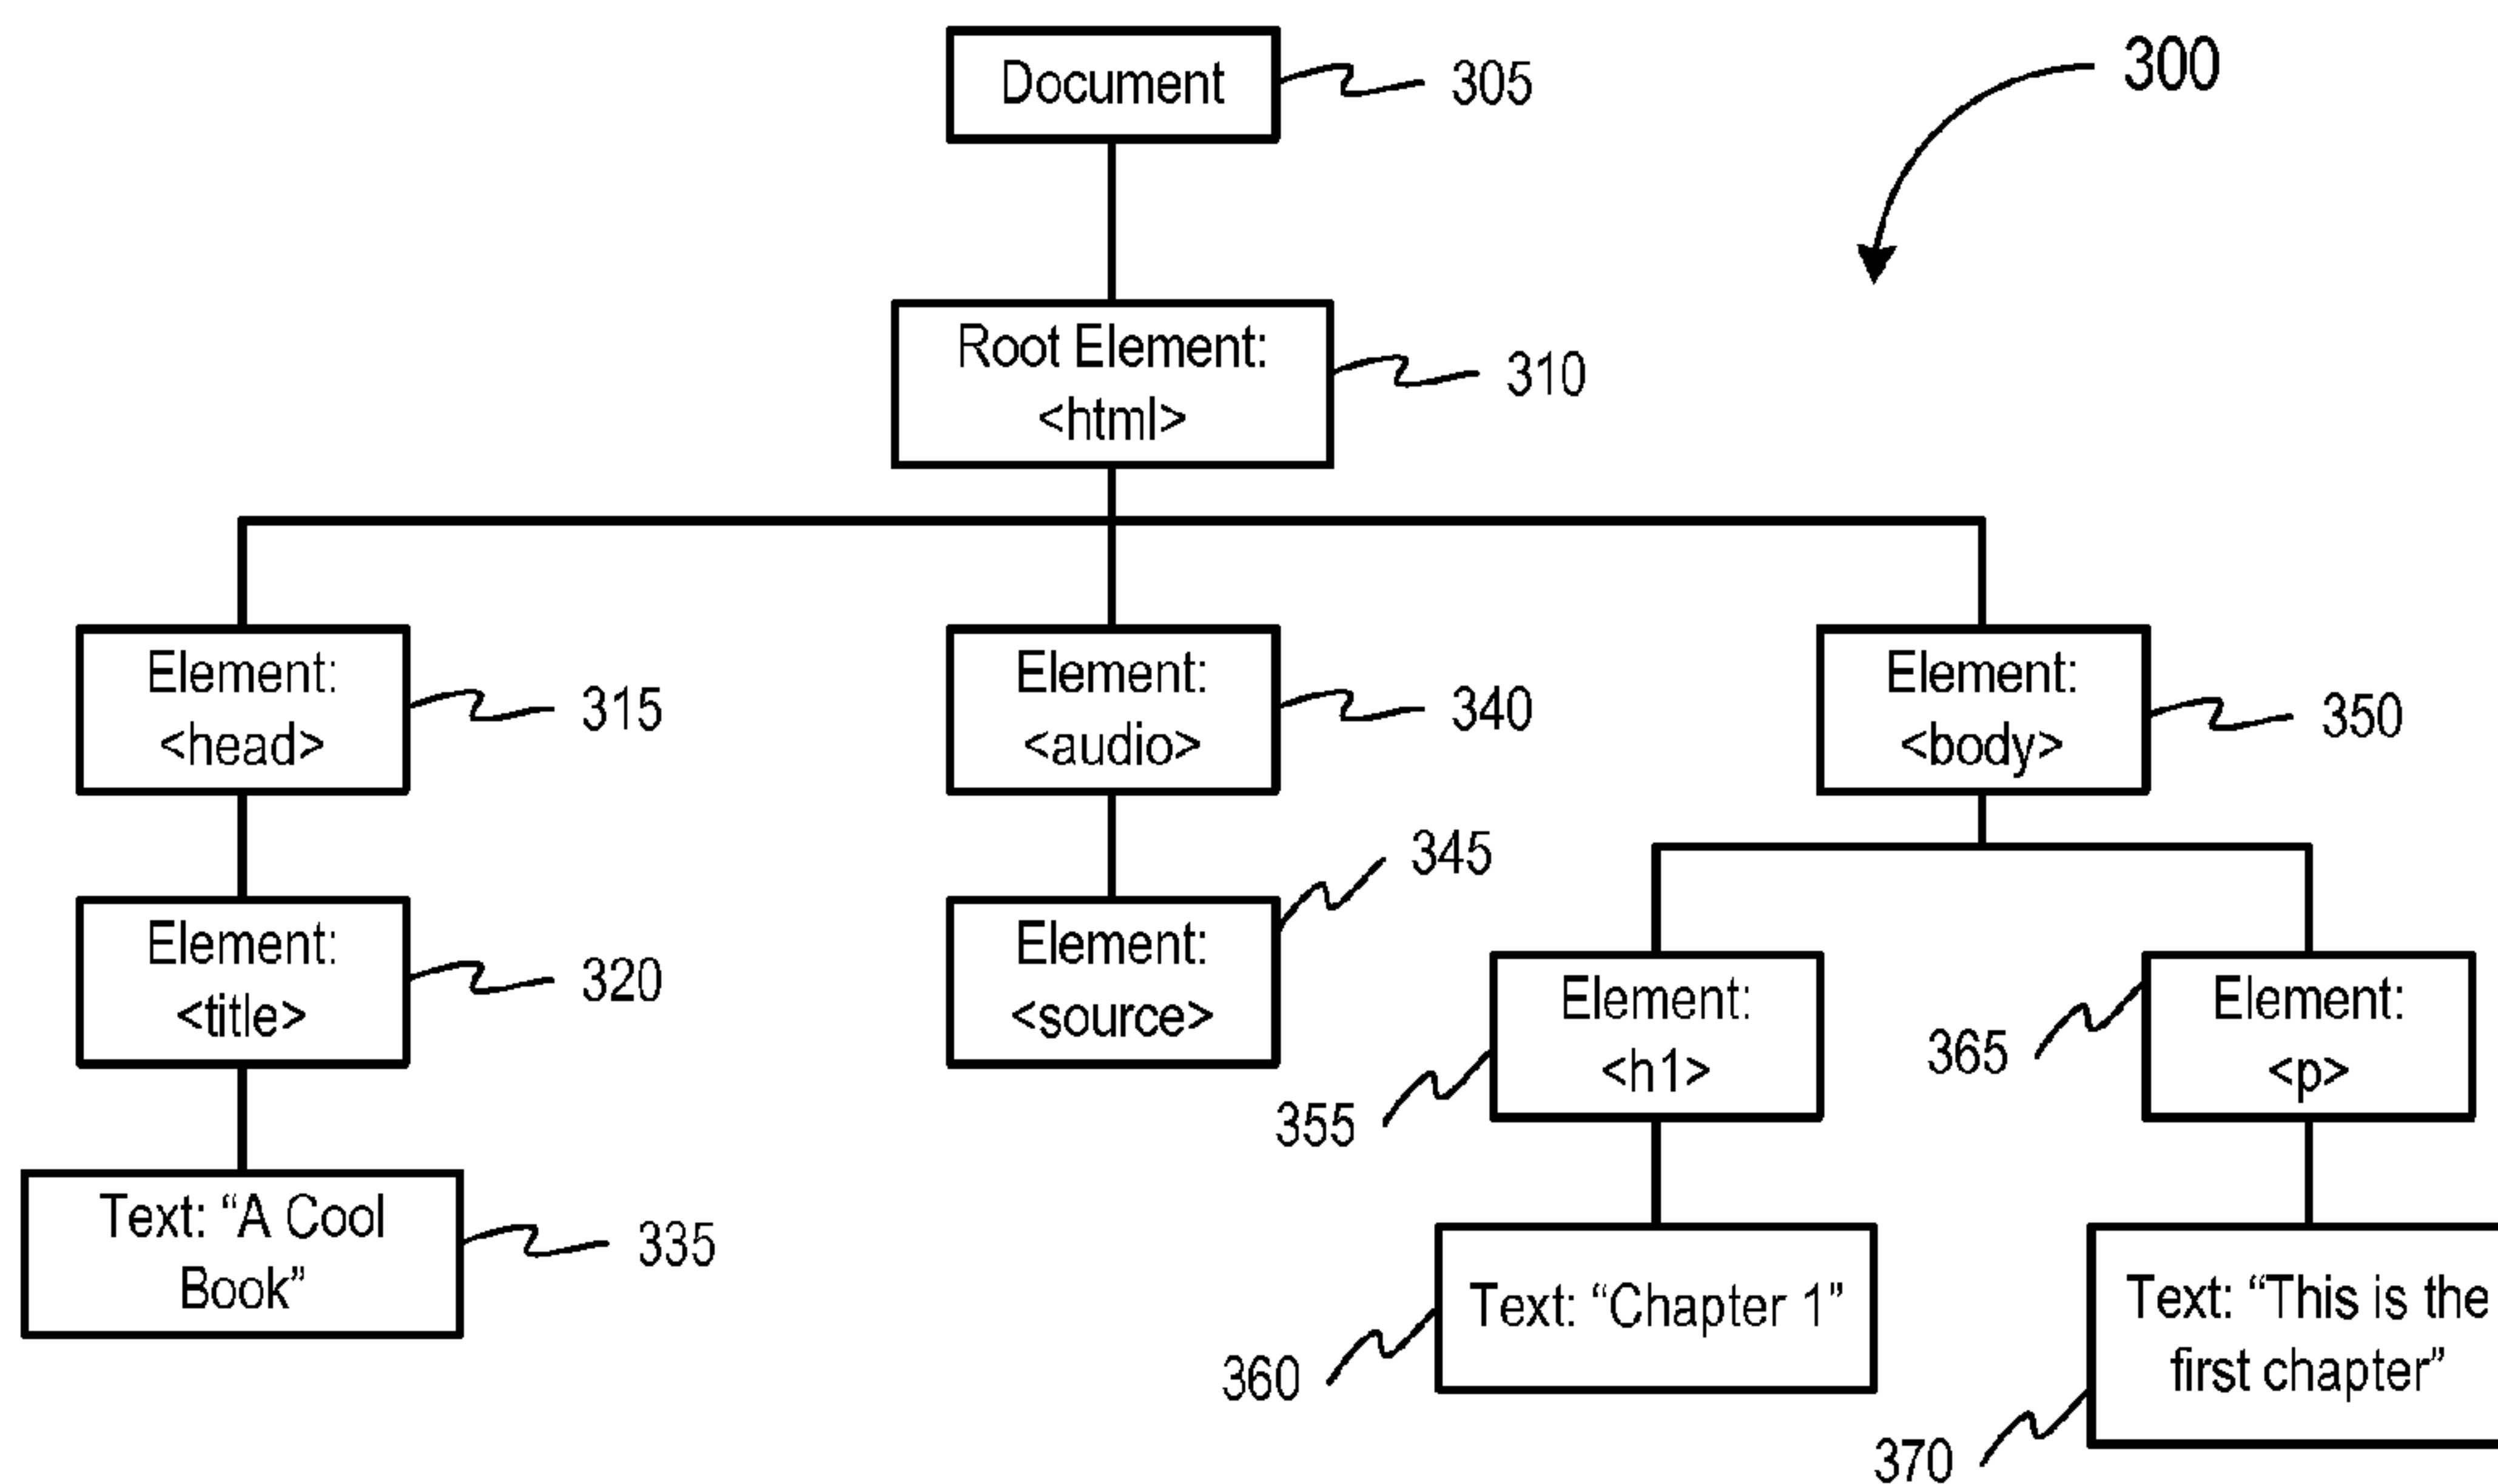 Document
305
300
Root Element:
<html>
310
Element:
<head>
315
Element:
<audio>
340
Element:
<body>
350
345
Element:
<title>
320
Element:
<source>
Element:
<h1>
355
365
Element:
<p>
Text: “A Cool
Book”
335
Text: “Chapter 1”
360
Text: “This is the
first chapter”
370